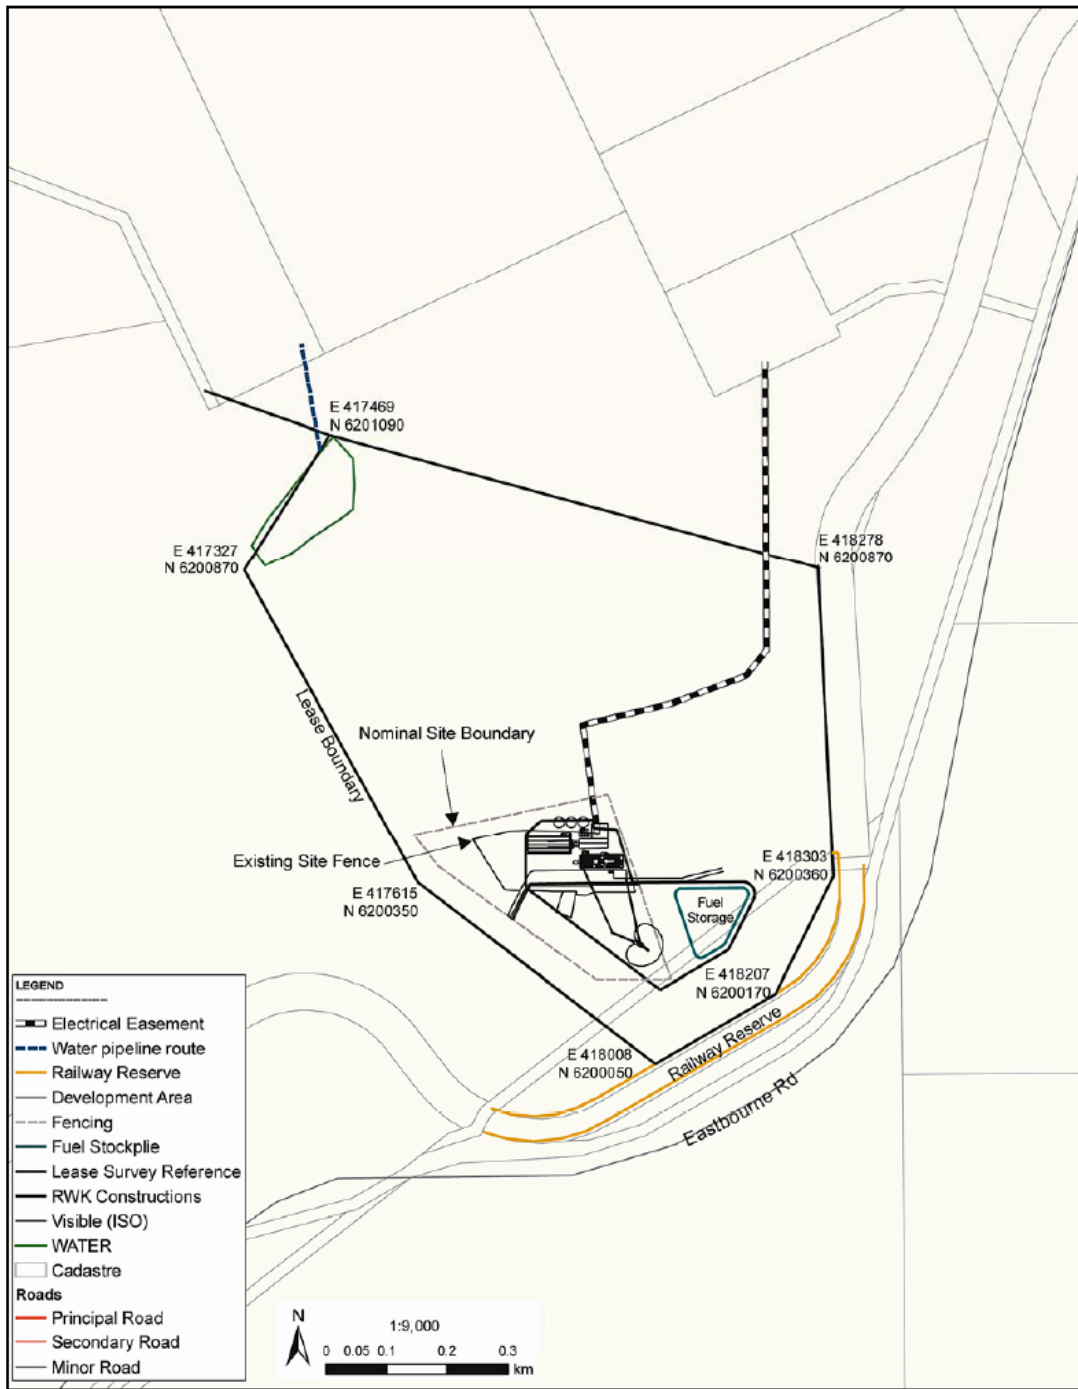 E 417469
N 6201090
E 417327
N 6200870
E 418278
N 6200870
Lease Boundary
Nominal Site Boundary
Existing Site Fence
E 417615
N 6200350
E 418303
N 6200360
Fuel
Storage
E 418207
N 6200170
E 418008
N 6200050
Railway Reserve
Eastbourne Rd
LEGEND
Electrical Easement
Water pipeline route
Railway Reserve
Development Area
Fencing
Fuel Stockplie
Lease Survey Reference
RWK Constructions
Visible (ISO)
WATER
Cadastre
Roads
Principal Road
Secondary Road
Minor Road
N
1:9,000
0 0.05 0.1 0.2 0.3
km